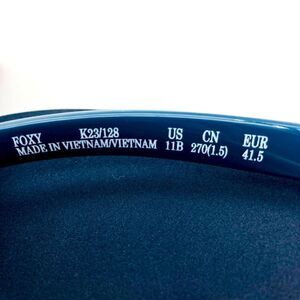 FOXY K23/128 US CN EUR
MADE IN VIETNAM/VIETNAM 11B 270(1.5) 41.5